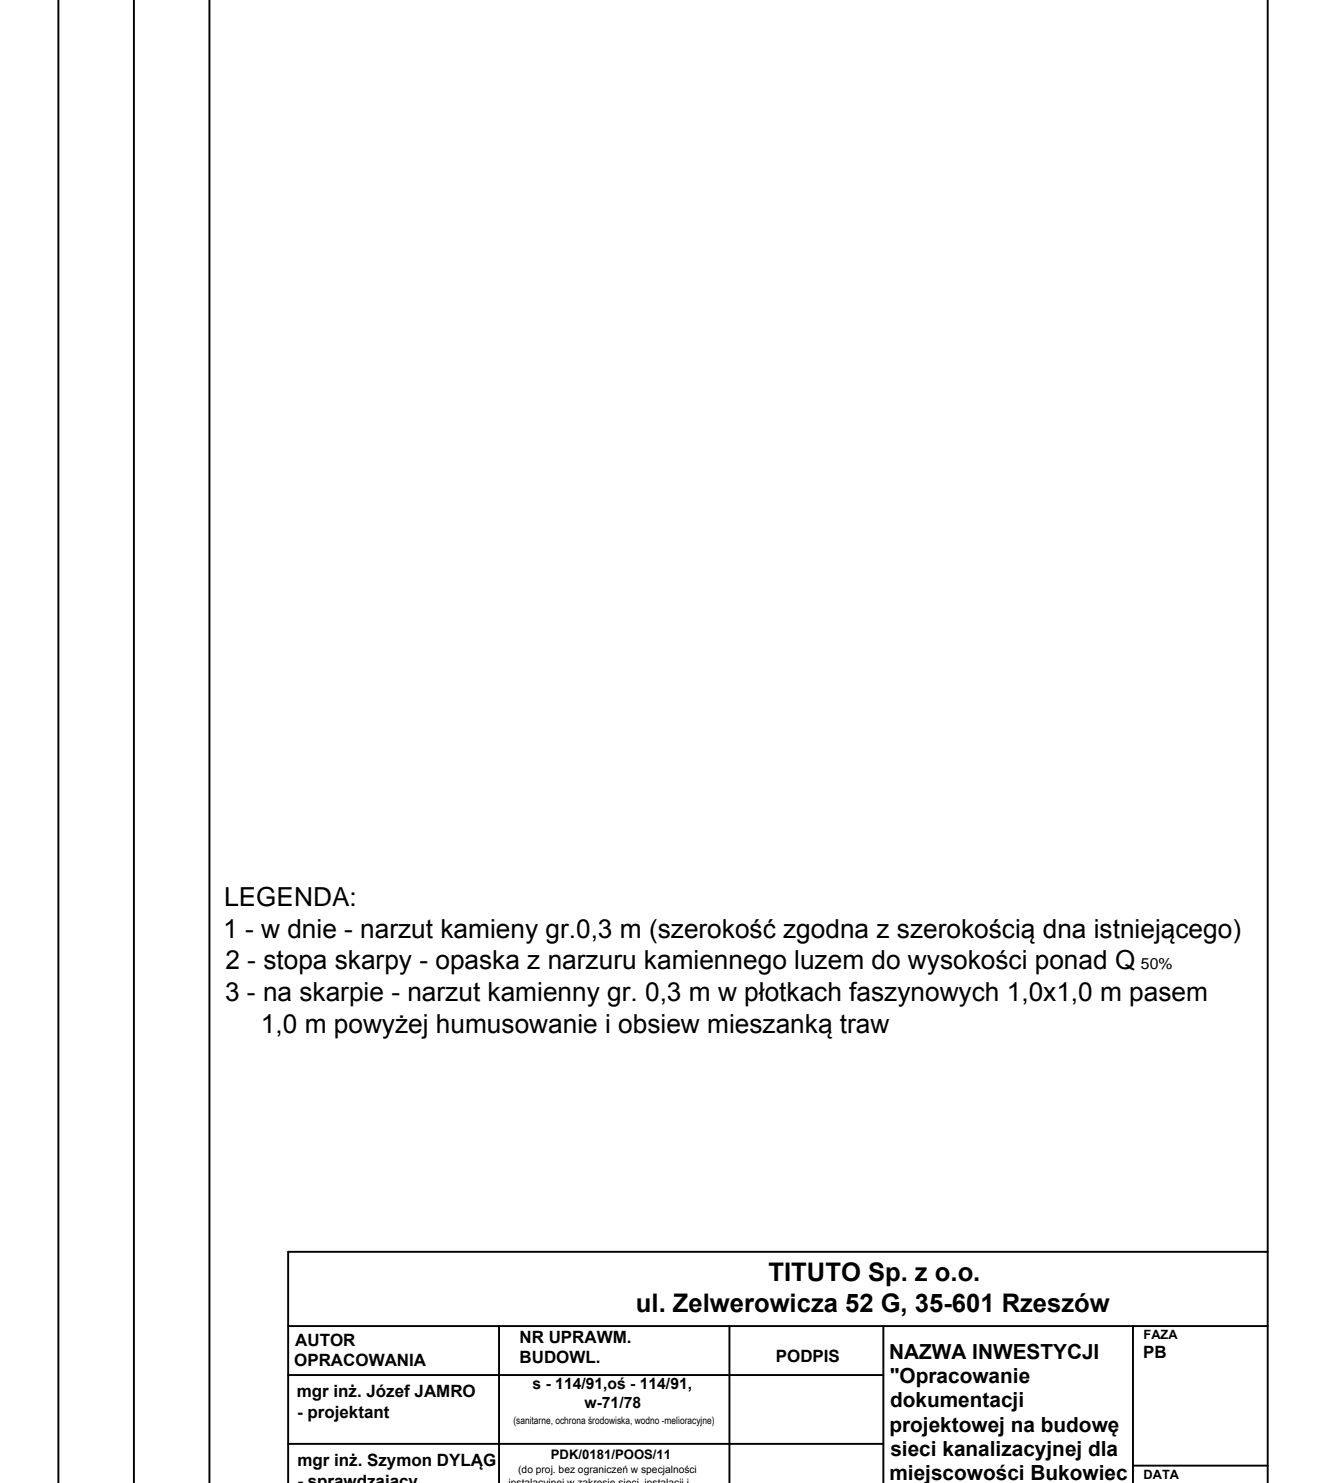 LEGENDA:
1 - w dnie - narzut kamieny gr.0,3 m (szerokość zgodna z szerokością dna istniejącego)
2 - stopa skarpy - opaska z narzuru kamiennego luzem do wysokości ponad Q 50%
3 - na skarpie - narzut kamienny gr. 0,3 m w płotkach faszynowych 1,0x1,0 m pasem
1,0 m powyżej humusowanie i obsiew mieszanką traw
TITUTO Sp. z o.o.
ul. Zelwerowicza 52 G, 35-601 Rzeszów
AUTOR
OPRACOWANIA
NR UPRAWM.
BUDOWL.
PODPIS
NAZWA INWESTYCJI
"Opracowanie
dokumentacji
projektowej na budowę
sieci kanalizacyjnej dla
miejscowości Bukowiec
FAZA
PB
mgr inż. Józef JAMRO
- projektant
s - 114/91,oś - 114/91,
w-71/78
(sanitarne, ochrona środowiska, wodno -melioracyjne)
mgr inż. Szymon DYLĄG
- sprawdzający
PDK/0181/POOS/11
(do proj. bez ograniczeń w specjalności
instalacyjnej w zakresie sieci, instalacji i
DATA